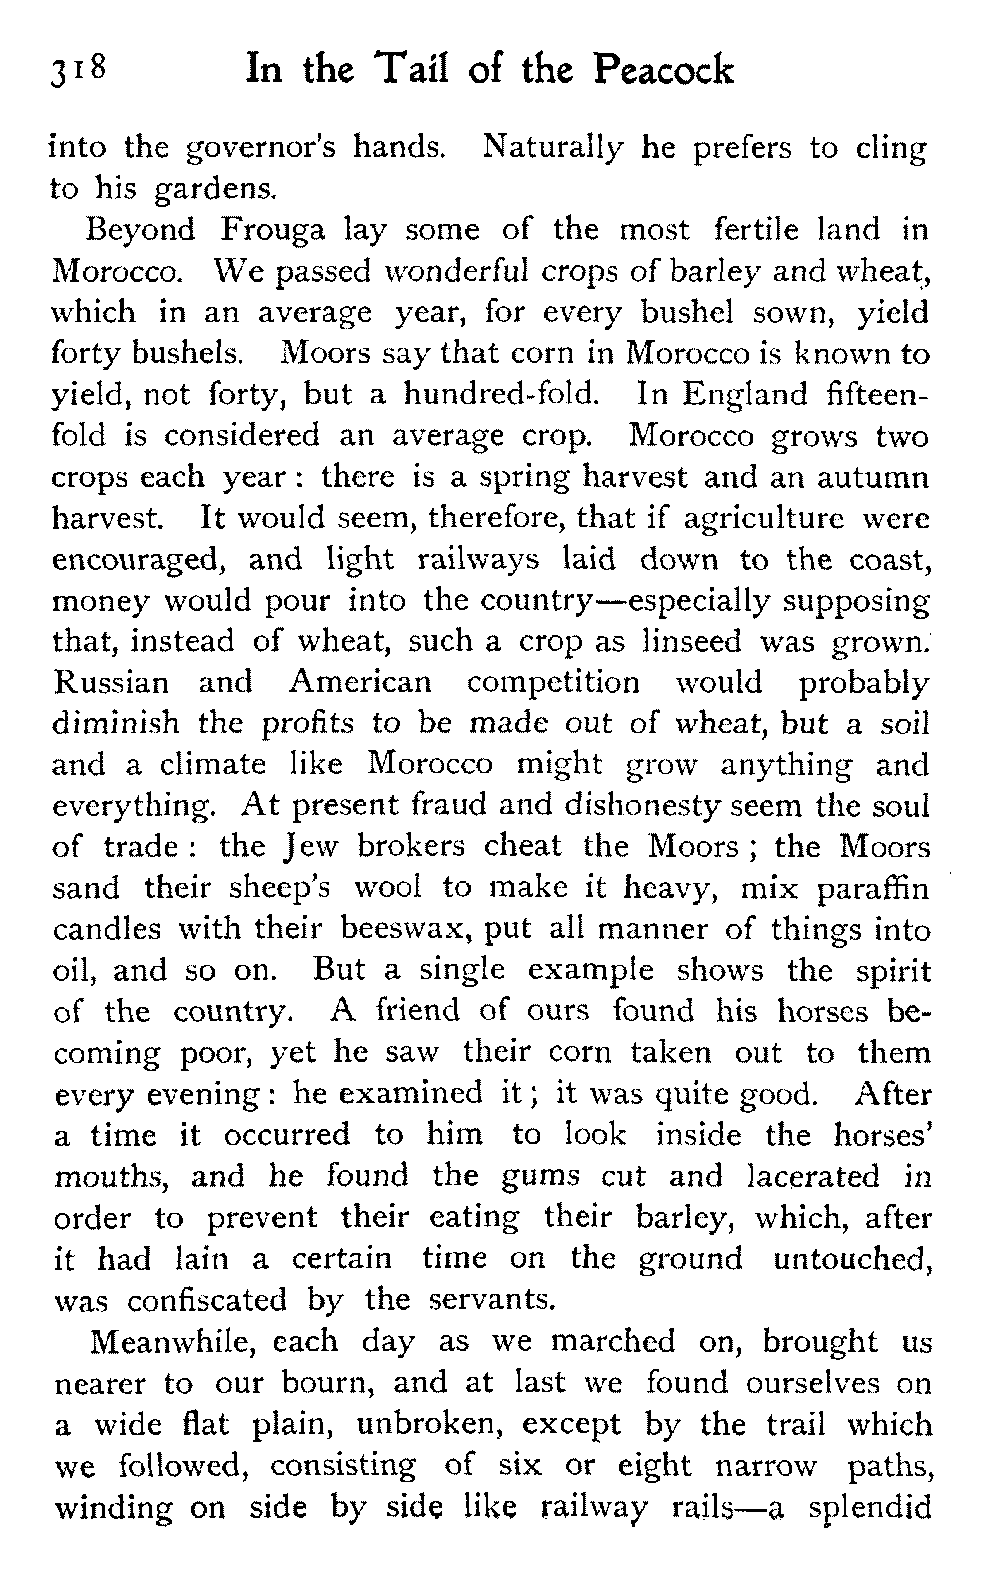 318 In the Tail of the Peacock
into the governor's hands. Naturally he prefers to cling
to his gardens.
Beyond Frouga lay some of the most fertile land in
Morocco. We passed wonderful crops of barley and wheat,
which in an average year, for every bushel sown, yield
forty bushels. Moors say that corn in Morocco is known to
yield, not forty, but a hundred-fold. In England fifteen-
fold is considered an average crop. Morocco grows two
crops each year : there is a spring harvest and an autumn
harvest. It would seem, therefore, that if agriculture were
encouraged, and light railways laid down to the coast,
money would pour into the country—especially supposing
that, instead of wheat, such a crop as linseed was grown.
Russian and American competition would probably
diminish the profits to be made out of wheat, but a soil
and a climate like Morocco might grow anything and
everything. At present fraud and dishonesty seem the soul
of trade : the Jew brokers cheat the Moors ; the Moors
sand their sheep's wool to make it heavy, mix paraffin
candles with their beeswax, put all manner of things into
oil, and so on. But a single example shows the spirit
of the country. A friend of ours found his horses be-
coming poor, yet he saw their corn taken out to them
every evening : he examined it ; it was quite good. After
a time it occurred to him to look inside the horses'
mouths, and he found the gums cut and lacerated in
order to prevent their eating their barley, which, after
it had lain a certain time on the ground untouched,
was confiscated by the servants.
Meanwhile, each day as we marched on, brought us
nearer to our bourn, and at last we found ourselves on
a wide flat plain, unbroken, except by the trail which
we followed, consisting of six or eight narrow paths,
winding on side by side like railway rails—a splendid